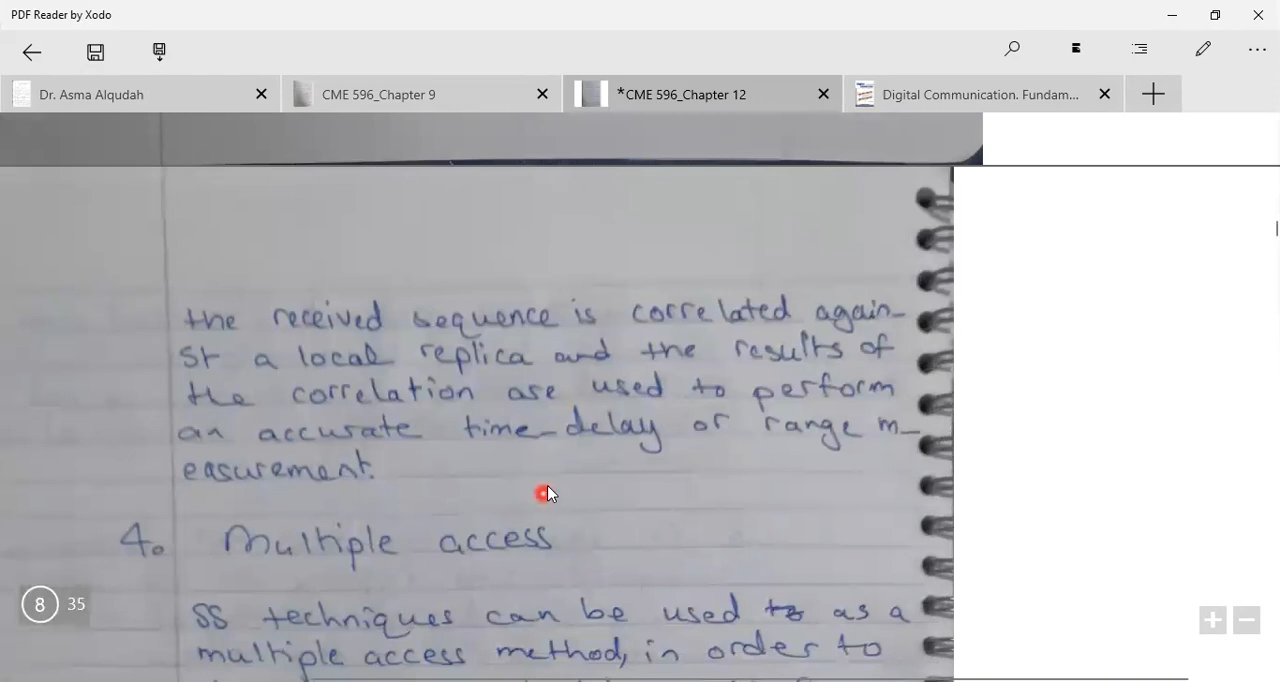 PDF Reader by Xodo
Dr. Asma Alqudah
CME 596_Chapter 9
*CME 596_Chapter 12
Digital Communication. Fundam...
the received sequence is correlated again-
st a local replica and the results of
the correlation are used to perform
an accurate time-delay or range m-
easurement.
4. Multiple access
8 35
SS techniques can be used to as a
multiple access method, in order to